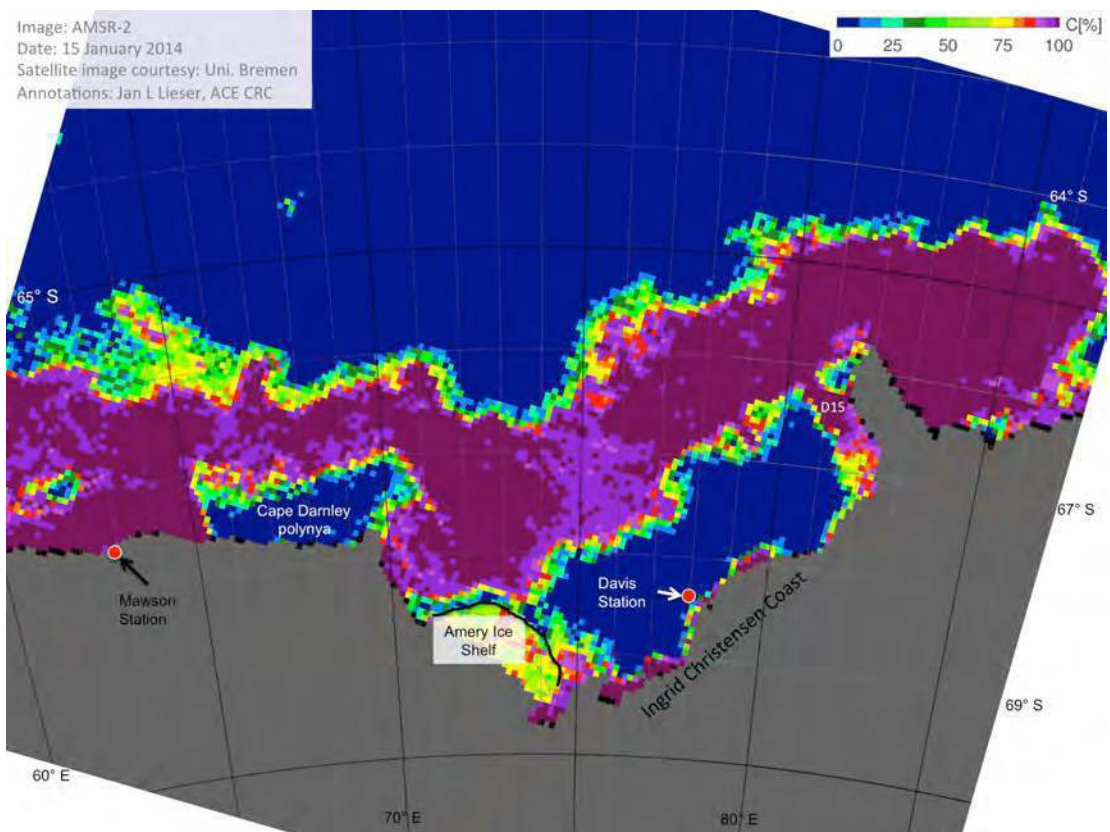 Image: AMSR-2
Date: 15 January 2014
Satellite image courtesy: Uni. Bremen
Annotations: Jan L Lieser, ACE CRC
C[%]
0 25 50 75 100
64° S
65° S
D15
Cape Darnley
polynya
67° S
Mawson
Station
Davis
Station
Amery Ice
Shelf
Ingrid Christensen Coast
69° S
60° E
70° E
80° E